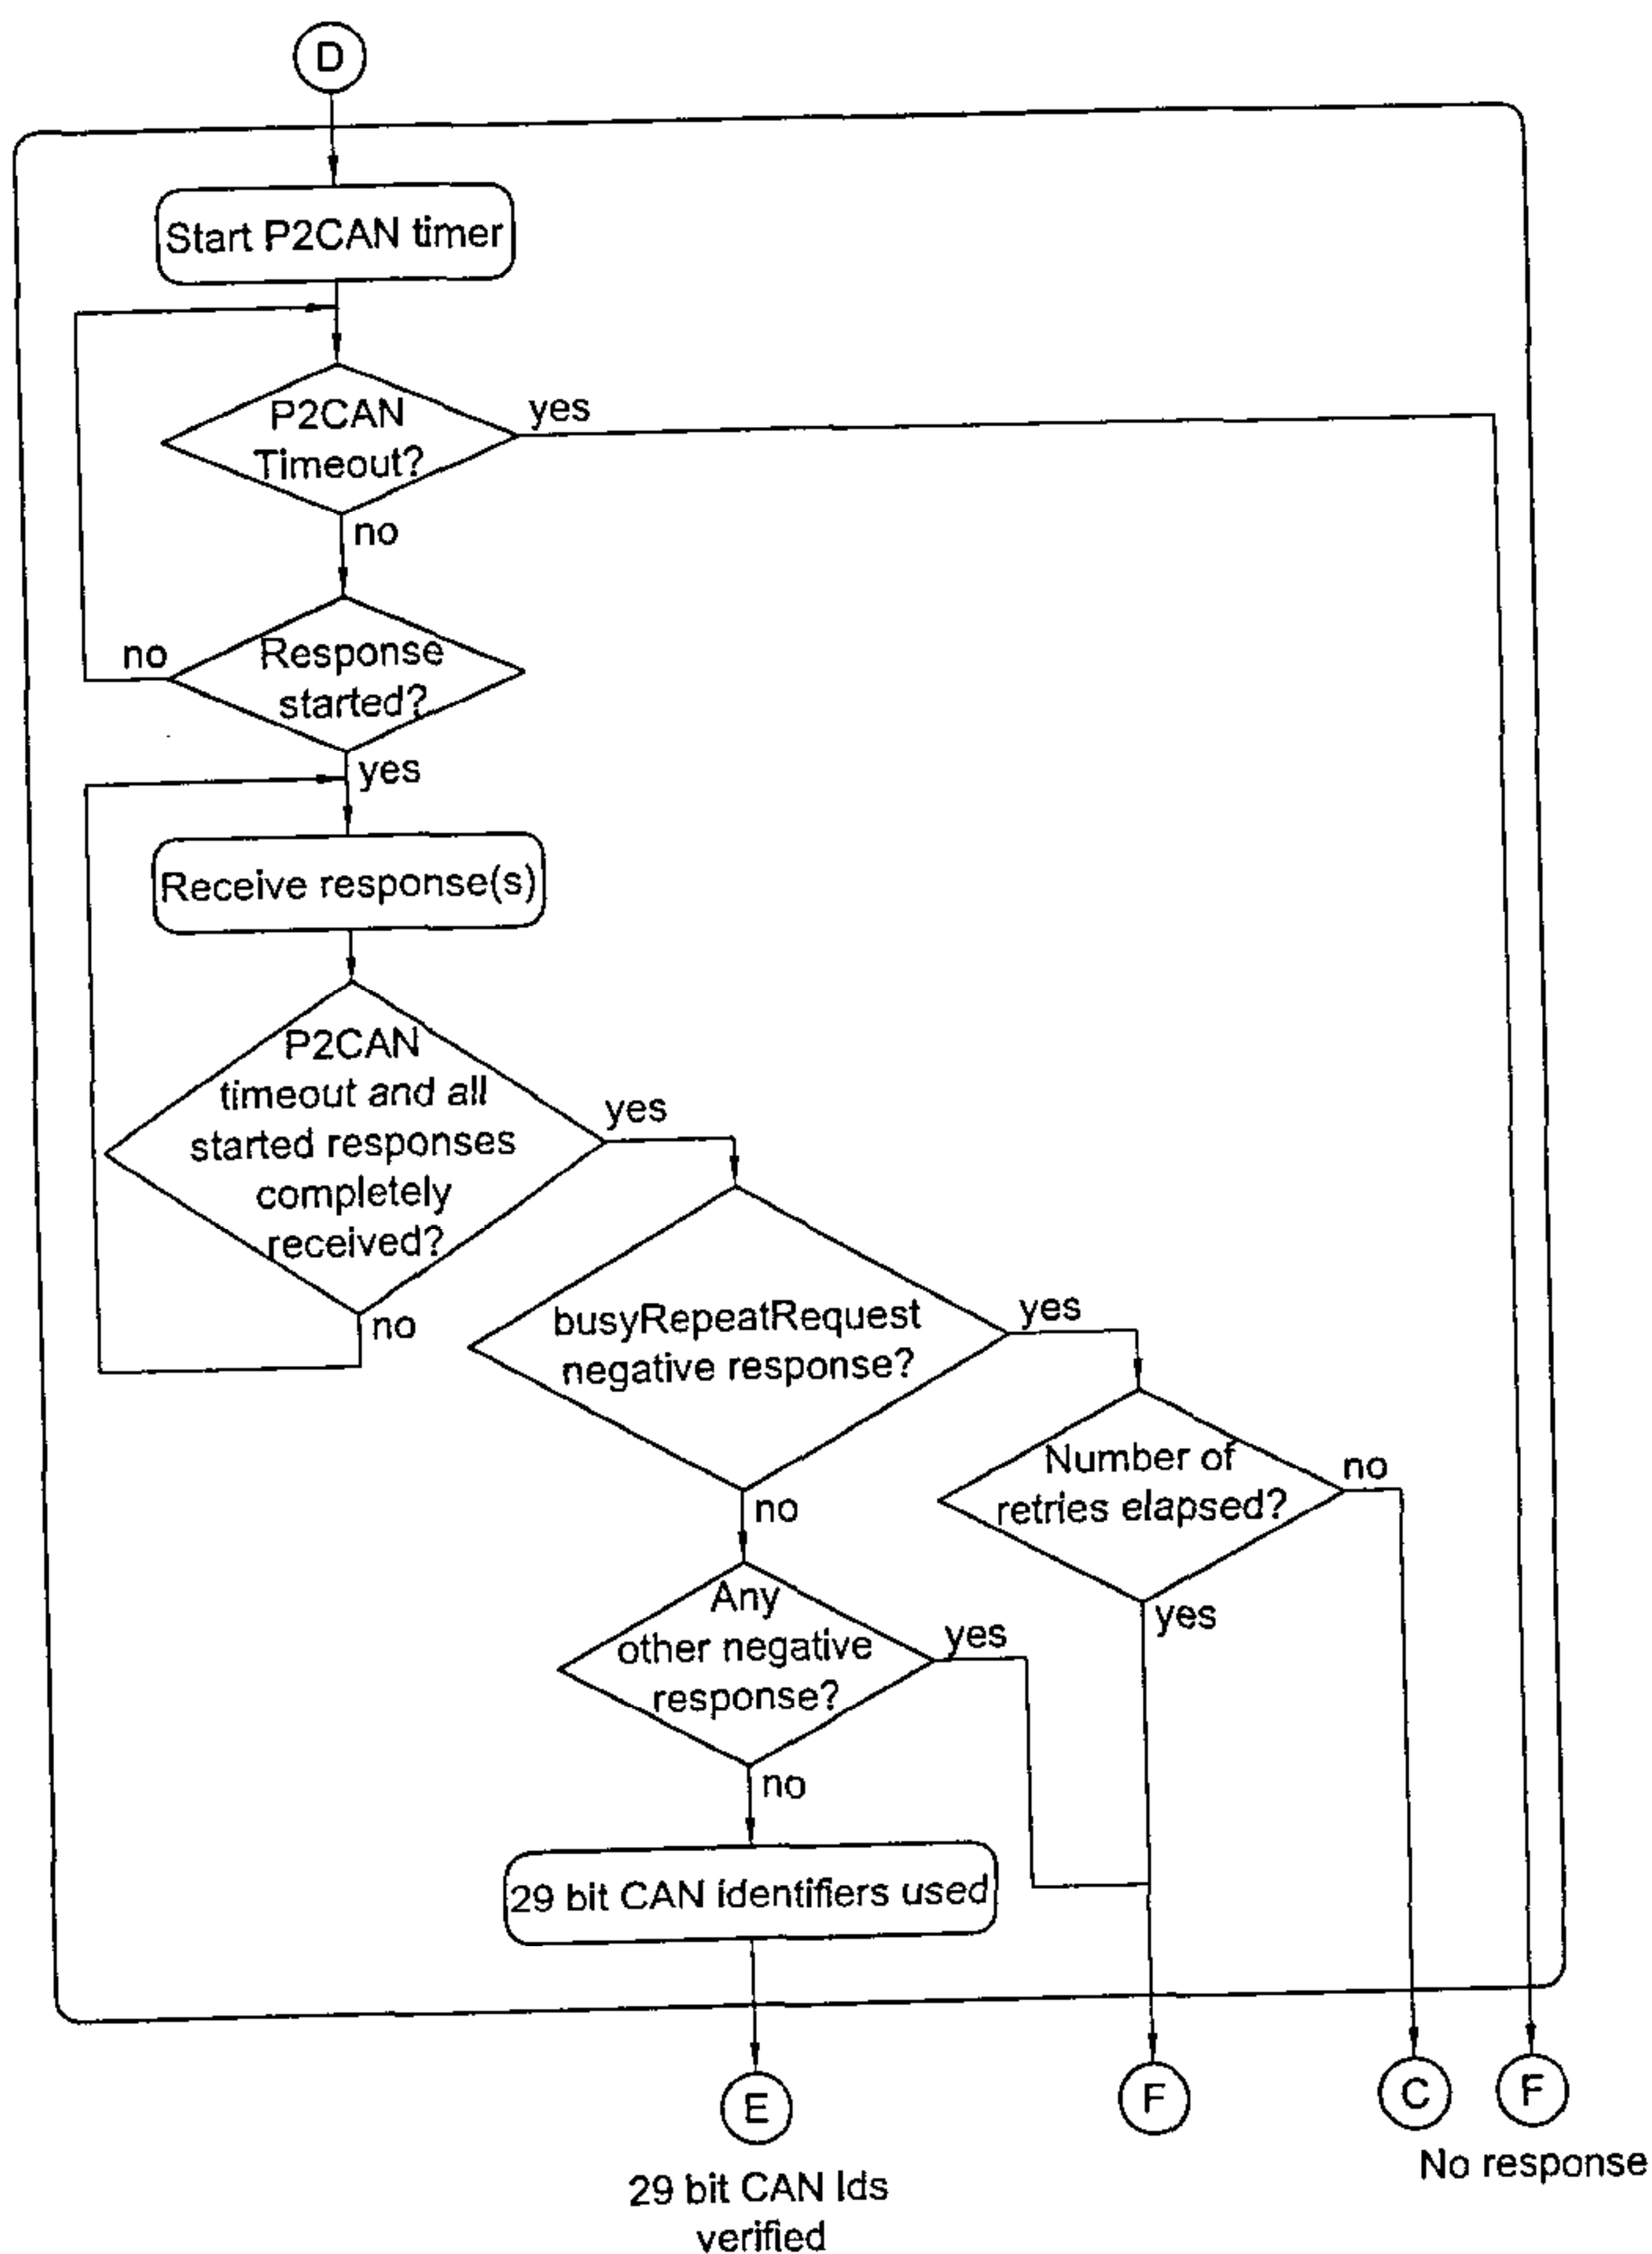 D
Start P2CAN timer
P2CAN
Timeout?
yes
no
Response
started?
no
yes
Receive response(s)
P2CAN
timeout and all
started responses
completely
received?
yes
no
busyRepeatRequest
negative response?
yes
no
Number of
retries elapsed?
no
yes
Any
other negative
response?
yes
no
29 bit CAN identifiers used
E
F
C
F
No response
29 bit CAN Ids
verified